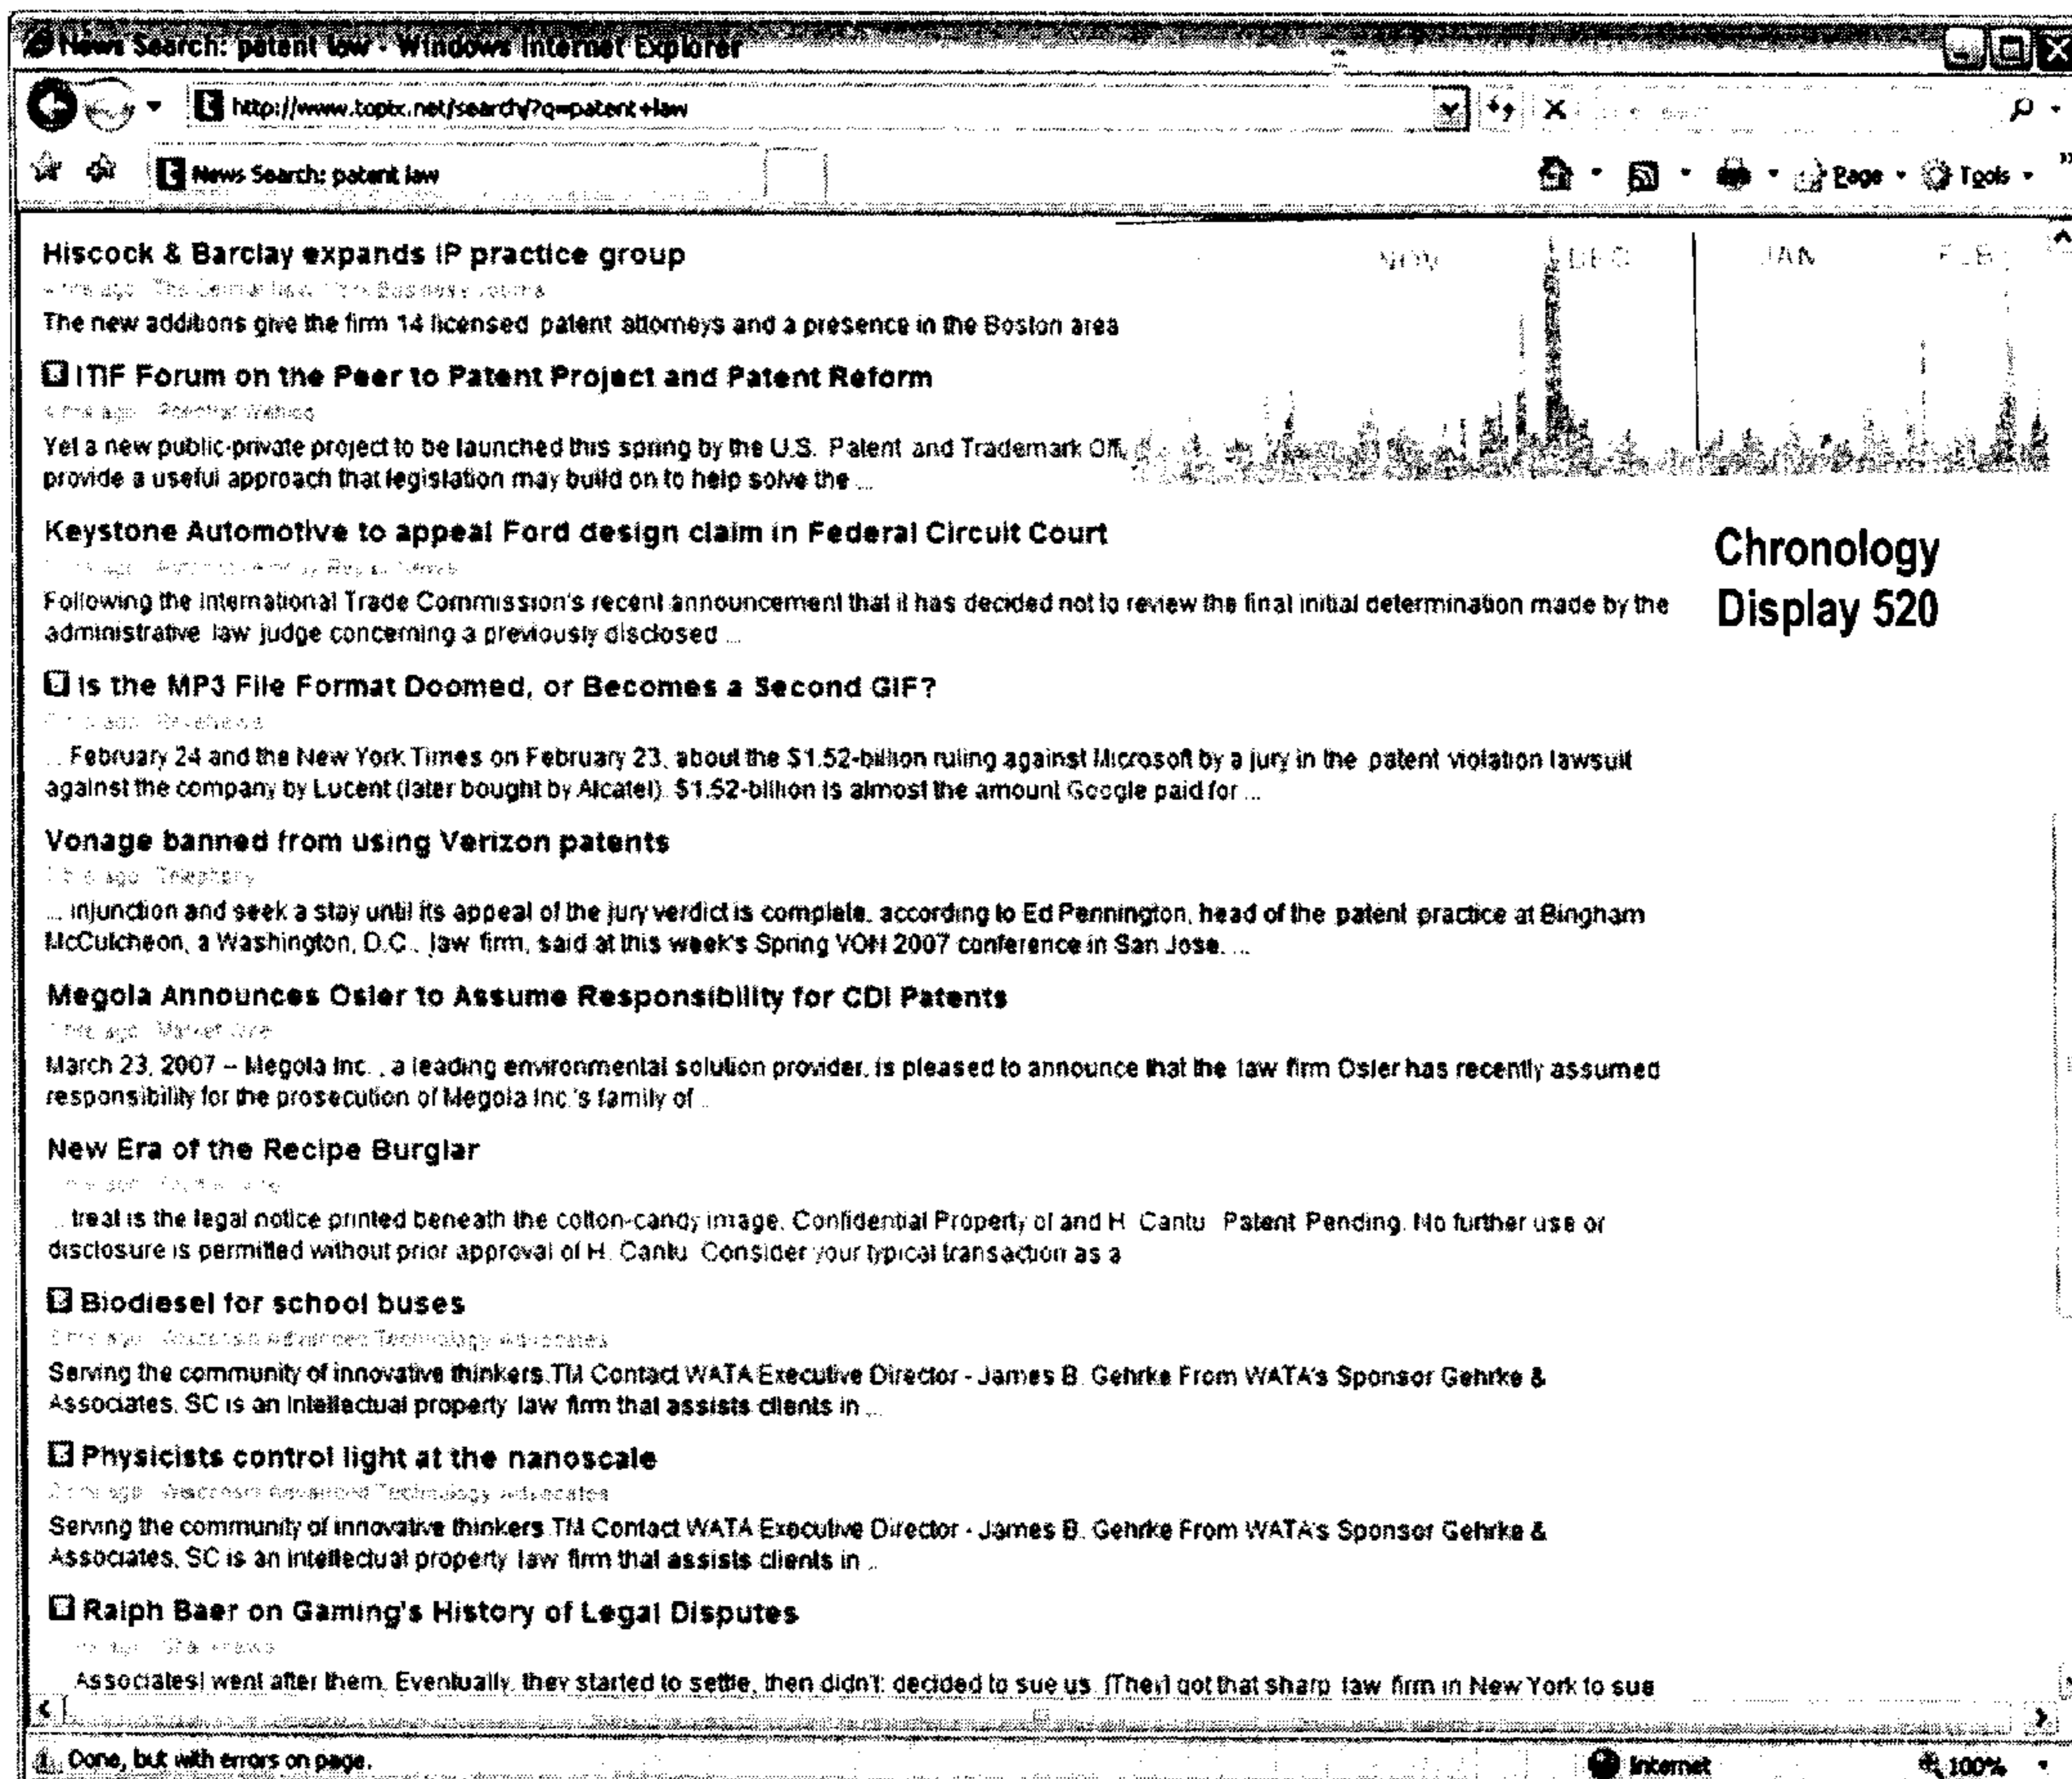 News Search: patent law - Windows Internet Explorer
http://www.topix.net/search/?q=patent+law
News Search: patent law
Page
Tools
Hiscock & Barclay expands IP practice group
NOV DEC JAN FEB
The new additions give the firm 14 licensed patent attorneys and a presence in the Boston area
ITIF Forum on the Peer to Patent Project and Patent Reform
Yet a new public-private project to be launched this spring by the U.S. Patent and Trademark Offi
provide a useful approach that legislation may build on to help solve the ...
Keystone Automotive to appeal Ford design claim in Federal Circuit Court
Chronology
Display 520
Following the International Trade Commission's recent announcement that it has decided not to review the final initial determination made by the
administrative law judge concerning a previously disclosed ...
Is the MP3 File Format Doomed, or Becomes a Second GIF?
... February 24 and the New York Times on February 23, about the $1.52-billion ruling against Microsoft by a jury in the patent violation lawsuit
against the company by Lucent (later bought by Alcatel). $1.52-billion is almost the amount Google paid for ...
Vonage banned from using Verizon patents
Telephony
... injunction and seek a stay until its appeal of the jury verdict is complete, according to Ed Pennington, head of the patent practice at Bingham
McCulcheon, a Washington, D.C., law firm, said at this week's Spring VON 2007 conference in San Jose. ...
Megola Announces Osler to Assume Responsibility for CDI Patents
March 23, 2007 – Megola Inc. , a leading environmental solution provider, is pleased to announce that the law firm Osler has recently assumed
responsibility for the prosecution of Megola Inc.'s family of ..
New Era of the Recipe Burglar
.. treat is the legal notice printed beneath the cotton-candy image. Confidential Property of and H. Cantu. Patent Pending. No further use or
disclosure is permitted without prior approval of H. Cantu. Consider your typical transaction as a
Biodiesel for school buses
Advanced Technology Advocates
Serving the community of innovative thinkers.TM Contact WATA Executive Director - James B. Gehrke From WATA's Sponsor Gehrke &
Associates, SC is an intellectual property law firm that assists clients in ...
Physicists control light at the nanoscale
Advanced Technology Advocates
Serving the community of innovative thinkers.TM Contact WATA Executive Director - James B. Gehrke From WATA's Sponsor Gehrke &
Associates, SC is an intellectual property law firm that assists clients in ..
Ralph Baer on Gaming's History of Legal Disputes
Associates] went after them. Eventually, they started to settle, then didn't; decided to sue us. [They] got that sharp law firm in New York to sue
Done, but with errors on page.
Internet
100%